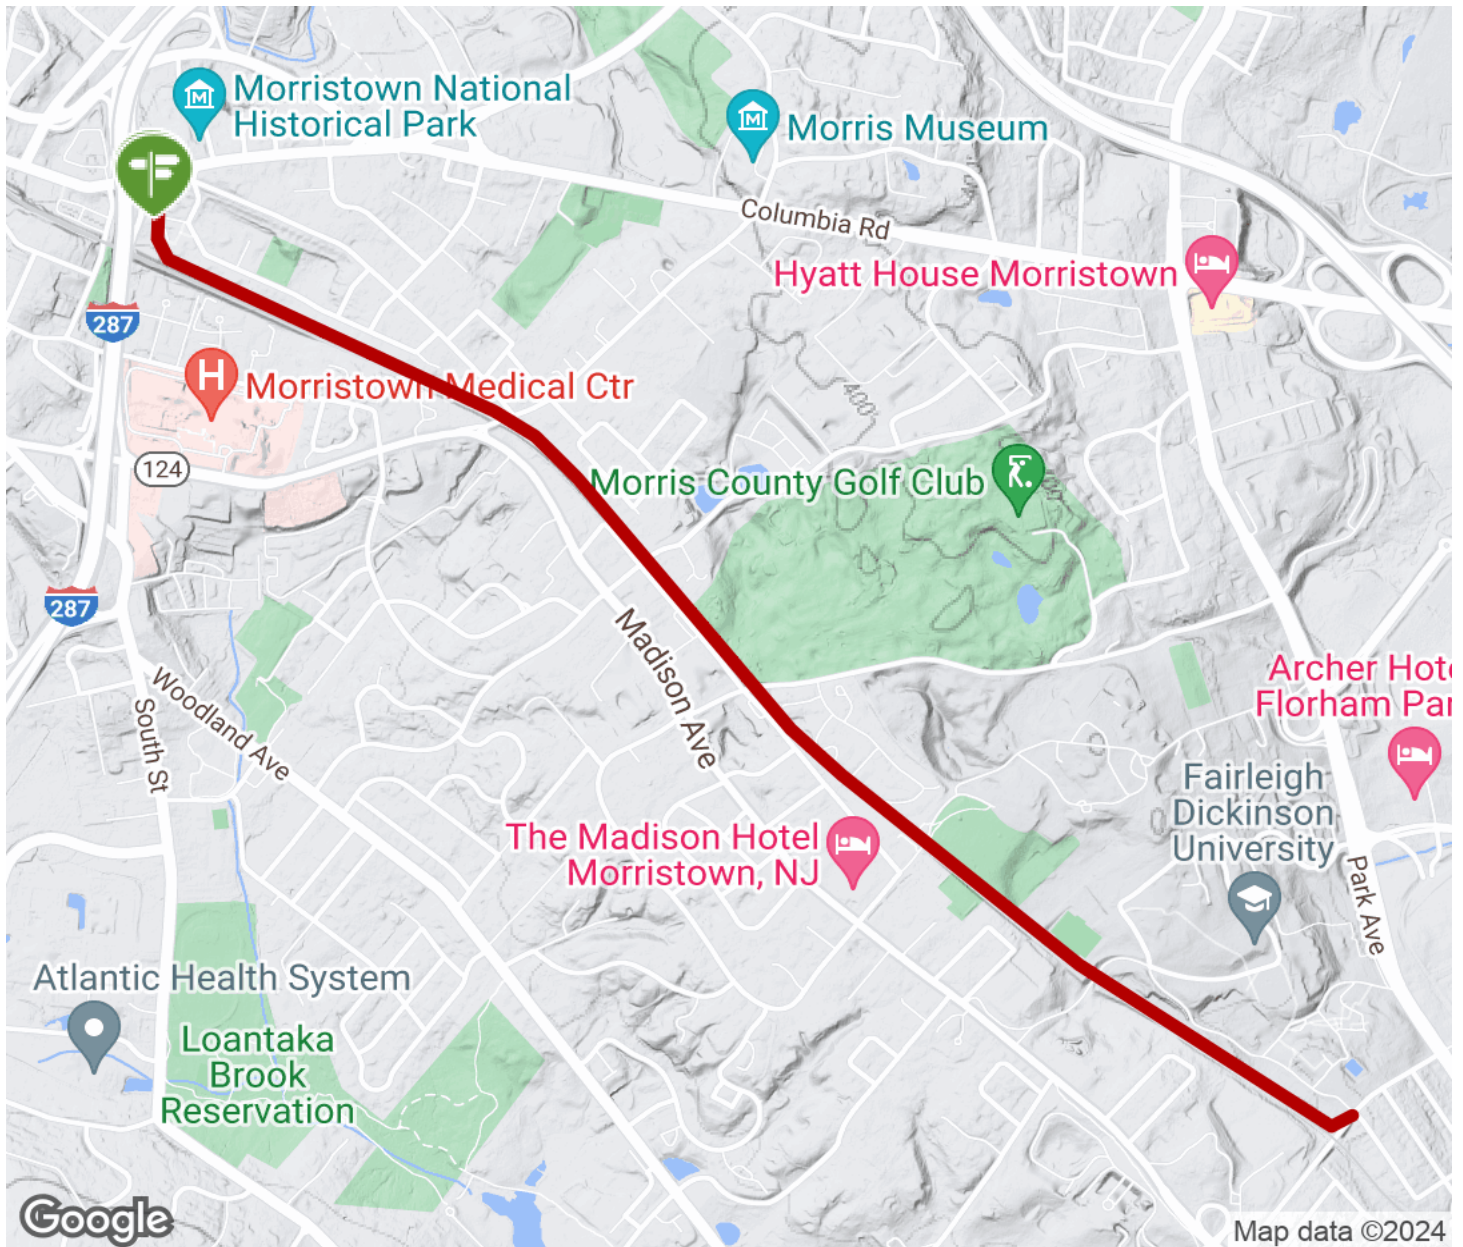 Morristown National
Historical Park
Morris Museum
Columbia Rd
Hyatt House Morristown
287
H
Morristown Medical Ctr
400'
124
Morris County Golf Club
287
Madison Ave
Woodland Ave
South St
Archer Hote
Florham Par
Fairleigh
Dickinson
University
The Madison Hotel
Morristown, NJ
Park Ave
Atlantic Health System
Loantaka
Brook
Reservation
Google
Map data ©2024